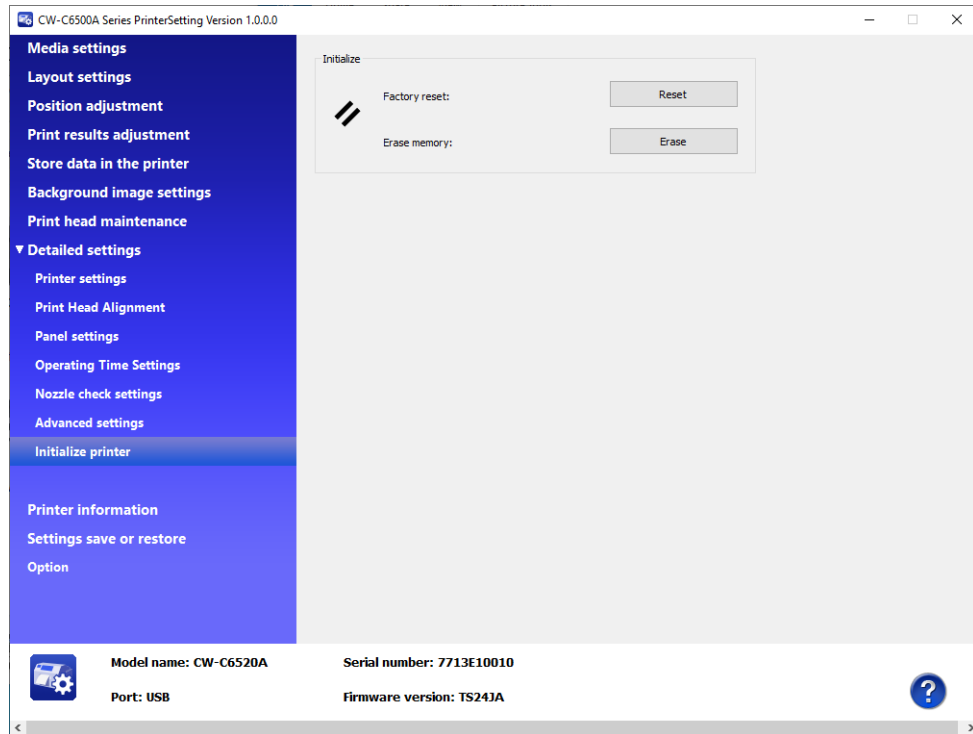 CW-C6500A Series PrinterSetting Version 1.0.0.0
Media settings
Layout settings
Position adjustment
Print results adjustment
Store data in the printer
Background image settings
Print head maintenance
Detailed settings
Printer settings
Print Head Alignment
Panel settings
Operating Time Settings
Nozzle check settings
Advanced settings
Initialize printer
Printer information
Settings save or restore
Option
Initialize
Factory reset: Reset
Erase memory: Erase
Model name: CW-C6520A Serial number: 7713E10010
Port: USB Firmware version: TS24JA
?